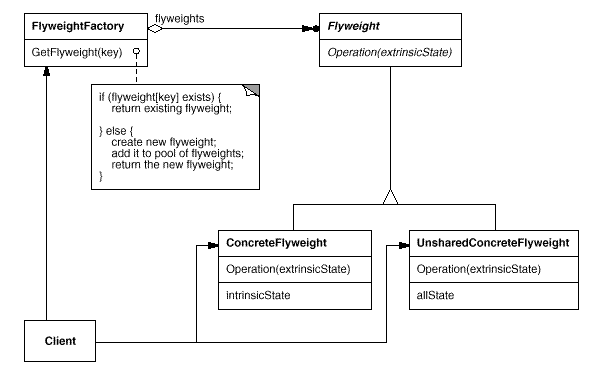 FlyweightFactory
flyweights
Flyweight
GetFlyweight(key)
Operation(extrinsicState)
if (flyweight[key] exists) {
return existing flyweight;
} else {
create new flyweight;
add it to pool of flyweights;
return the new flyweight;
}
ConcreteFlyweight
Operation(extrinsicState)
intrinsicState
UnsharedConcreteFlyweight
Operation(extrinsicState)
allState
Client